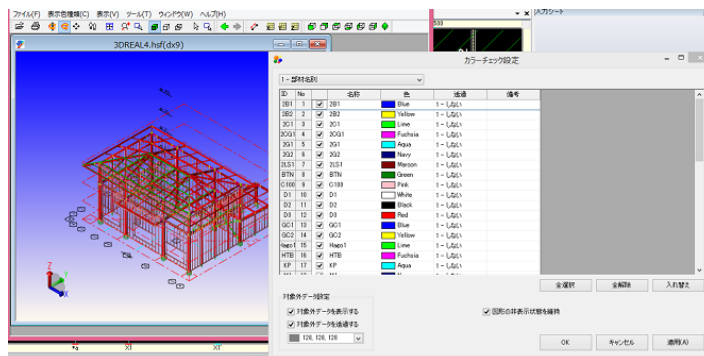 ファイル(F) 表示色種類(C) 表示(V) ツール(T) ウィンドウ(W) ヘルプ(H)
入力シート
500
3DREAL4.hsf(dx9)
カラーチェック設定
1 - 部材名別
ID No 名称 色 透過 備考
2B1 1 2B1 Blue 1 - しない
2B2 2 2B2 Yellow 1 - しない
2C1 3 2C1 Lime 1 - しない
2CG1 4 2CG1 Fuchsia 1 - しない
2G1 5 2G1 Aqua 1 - しない
2G2 6 2G2 Navy 1 - しない
2LS1 7 2LS1 Maroon 1 - しない
BTN 8 BTN Green 1 - しない
C100 9 C100 Pink 1 - しない
D1 10 D1 White 1 - しない
D2 11 D2 Black 1 - しない
D3 12 D3 Red 1 - しない
GC1 13 GC1 Blue 1 - しない
GC2 14 GC2 Yellow 1 - しない
Hago1 15 Hago1 Lime 1 - しない
HTB 16 HTB Fuchsia 1 - しない
KP 17 KP Aqua 1 - しない
全選択 全解除 入れ替え
対象外データ設定
対象外データを表示する
対象外データを透過する
128, 128, 128
図形の非表示状態を維持
OK キャンセル 適用(A)
Z
Y
X
X1